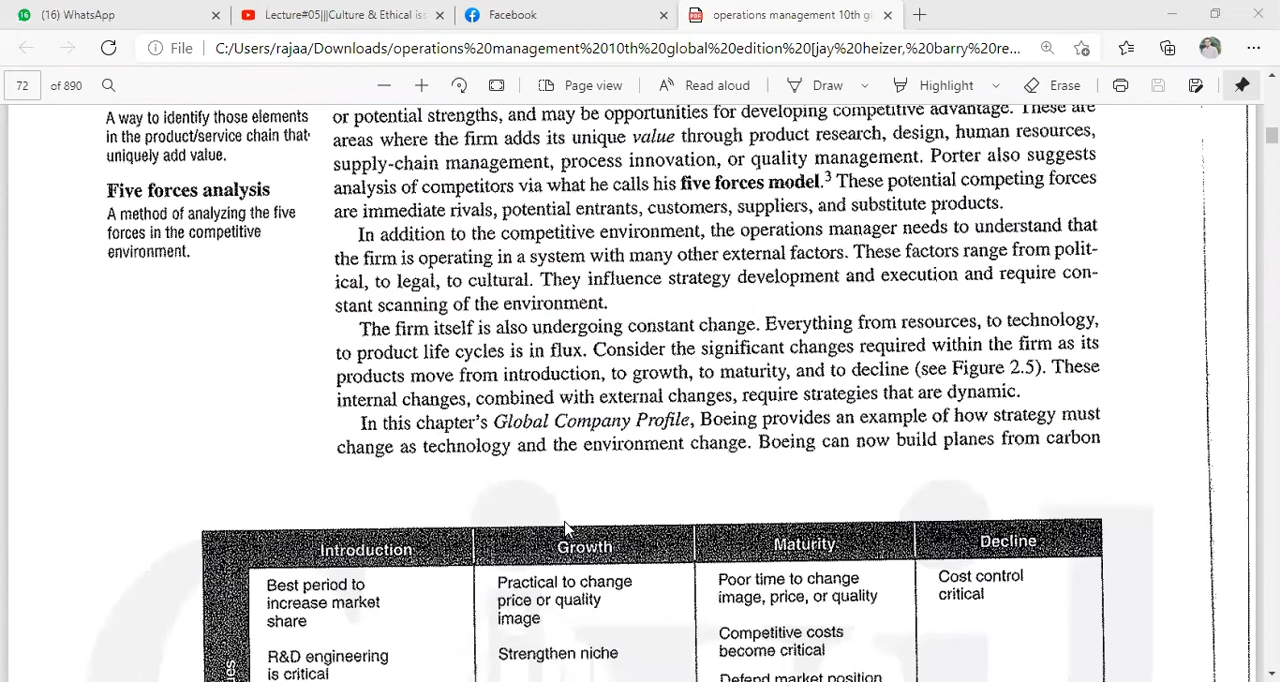 (16) WhatsApp
Lecture#05|||Culture & Ethical iss
Facebook
operations management 10th gl
File
C:/Users/rajaa/Downloads/operations%20management%2010th%20global%20edition%20[jay%20heizer,%20barry%20re...
72 of 890
Page view
Read aloud
Draw
Highlight
Erase
A way to identify those elements
in the product/service chain that
uniquely add value.
Five forces analysis
A method of analyzing the five
forces in the competitive
environment.
or potential strengths, and may be opportunities for developing competitive advantage. These are
areas where the firm adds its unique value through product research, design, human resources,
supply-chain management, process innovation, or quality management. Porter also suggests
analysis of competitors via what he calls his five forces model.3 These potential competing forces
are immediate rivals, potential entrants, customers, suppliers, and substitute products.
In addition to the competitive environment, the operations manager needs to understand that
the firm is operating in a system with many other external factors. These factors range from polit-
ical, to legal, to cultural. They influence strategy development and execution and require con-
stant scanning of the environment.
The firm itself is also undergoing constant change. Everything from resources, to technology,
to product life cycles is in flux. Consider the significant changes required within the firm as its
products move from introduction, to growth, to maturity, and to decline (see Figure 2.5). These
internal changes, combined with external changes, require strategies that are dynamic.
In this chapter's Global Company Profile, Boeing provides an example of how strategy must
change as technology and the environment change. Boeing can now build planes from carbon
Introduction
Growth
Maturity
Decline
Best period to
increase market
share
R&D engineering
is critical
Practical to change
price or quality
image
Strengthen niche
Poor time to change
image, price, or quality
Competitive costs
become critical
Defend market position
Cost control
critical